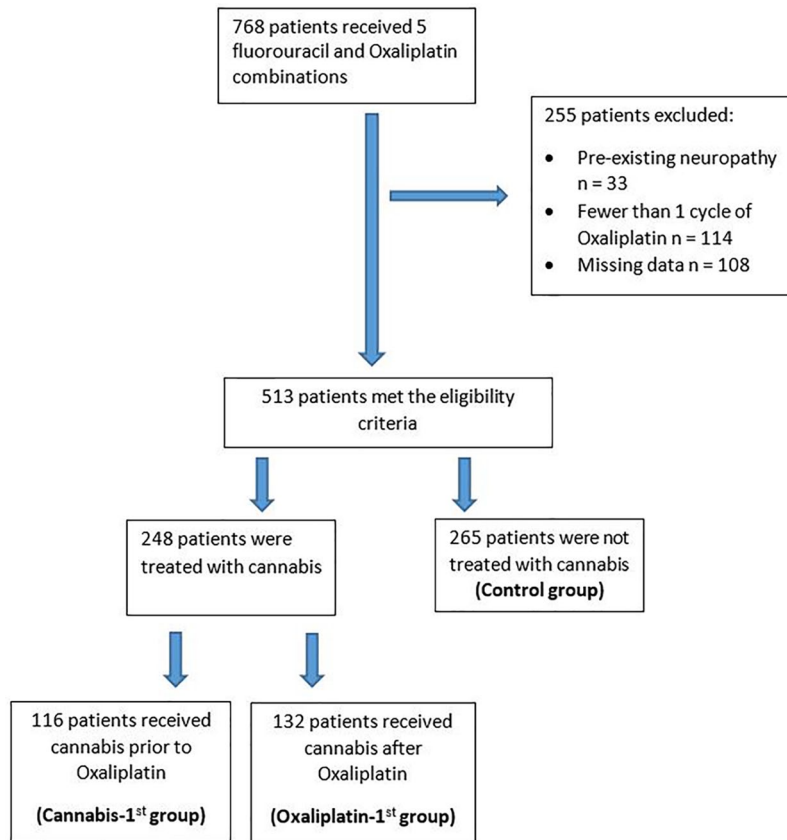 768 patients received 5
fluorouracil and Oxaliplatin
combinations
255 patients excluded:
• Pre-existing neuropathy
n = 33
• Fewer than 1 cycle of
Oxaliplatin n = 114
• Missing data n = 108
513 patients met the eligibility
criteria
248 patients were
treated with cannabis
265 patients were not
treated with cannabis
(Control group)
116 patients received
cannabis prior to
Oxaliplatin
(Cannabis-1st group)
132 patients received
cannabis after
Oxaliplatin
(Oxaliplatin-1st group)